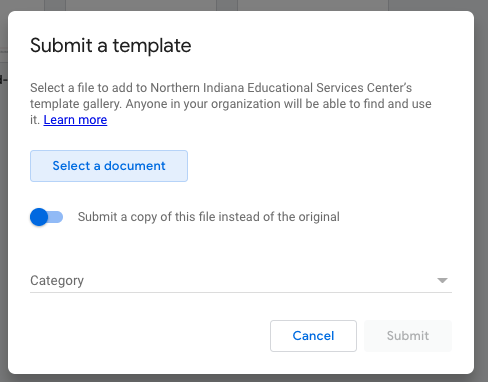 Submit a template
Select a file to add to Northern Indiana Educational Services Center's
template gallery. Anyone in your organization will be able to find and use
it. Learn more
Select a document
Submit a copy of this file instead of the original
Category
Cancel
Submit